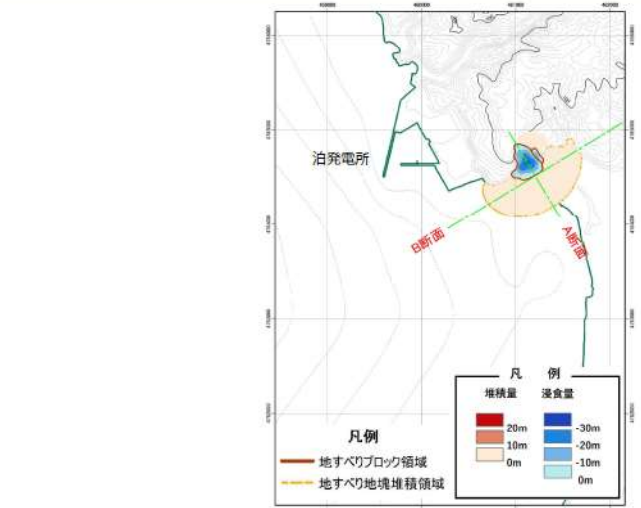 泊発電所
B断面
A断面
凡 例
堆積量 浸食量
20m
10m
0m
-30m
-20m
-10m
0m
凡例
地すべりブロック領域
地すべり地塊堆積領域